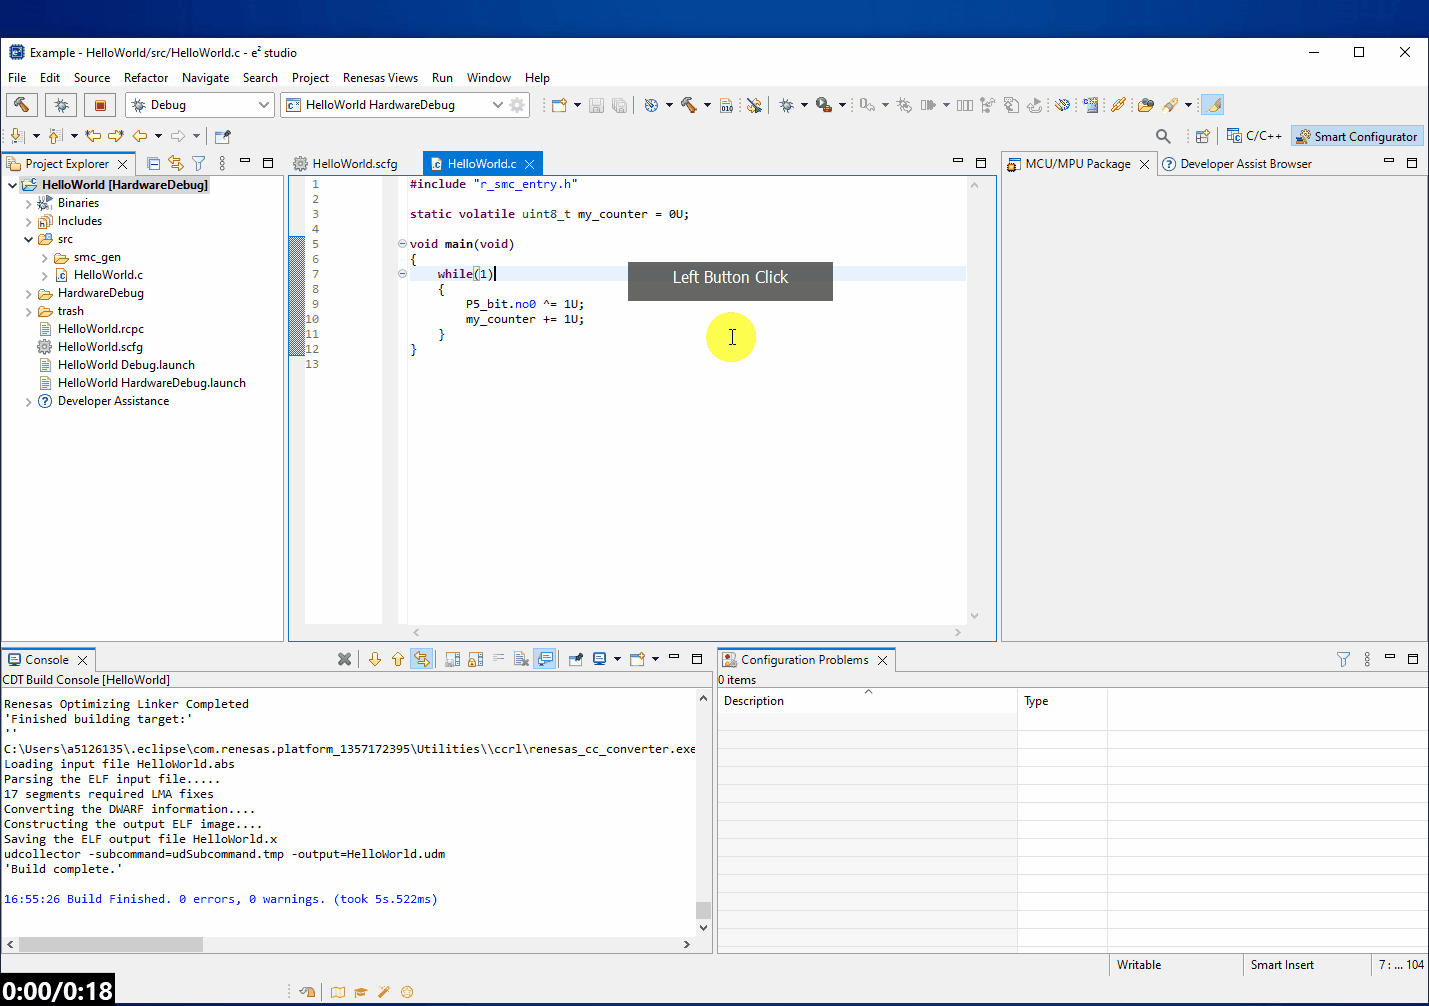 Example - HelloWorld/src/HelloWorld.c - e² studio
File Edit Source Refactor Navigate Search Project Renesas Views Run Window Help
Debug
HelloWorld HardwareDebug
C/C++
Smart Configurator
Project Explorer
HelloWorld [HardwareDebug]
Binaries
Includes
src
smc_gen
HelloWorld.c
HardwareDebug
trash
HelloWorld.rcpc
HelloWorld.scfg
HelloWorld Debug.launch
HelloWorld HardwareDebug.launch
Developer Assistance
HelloWorld.scfg
HelloWorld.c
1 #include "r_smc_entry.h"
2
3 static volatile uint8_t my_counter = 0U;
4
5 void main(void)
6 {
7 while(1)
8 {
9 P5_bit.no0 ^= 1U;
10 my_counter += 1U;
11 }
12 }
13
Left Button Click
MCU/MPU Package
Developer Assist Browser
Console
CDT Build Console [HelloWorld]
Renesas Optimizing Linker Completed
'Finished building target:'
''
C:\Users\a5126135\.eclipse\com.renesas.platform_1357172395\Utilities\\ccrl\renesas_cc_converter.exe
Loading input file HelloWorld.abs
Parsing the ELF input file.....
17 segments required LMA fixes
Converting the DWARF information....
Constructing the output ELF image....
Saving the ELF output file HelloWorld.x
udcollector -subcommand=udSubcommand.tmp -output=HelloWorld.udm
'Build complete.'
16:55:26 Build Finished. 0 errors, 0 warnings. (took 5s.522ms)
Configuration Problems
0 items
Description Type
Writable Smart Insert 7 : ... 104
0:00/0:18